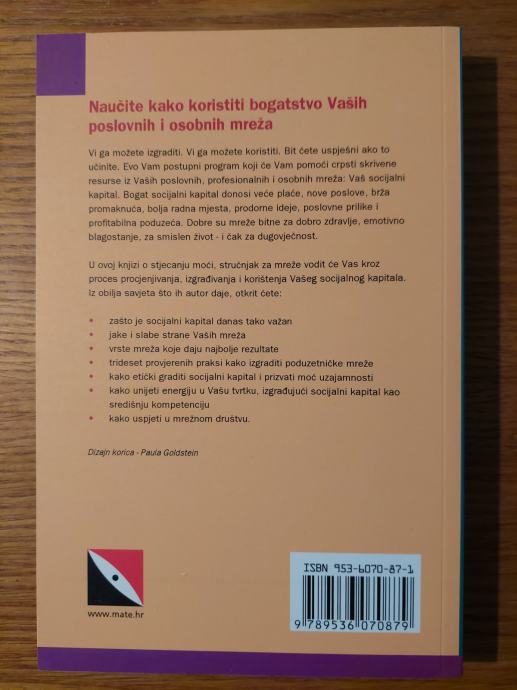 Naučite kako koristiti bogatstvo Vaših
poslovnih i osobnih mreža
Vi ga možete izgraditi. Vi ga možete koristiti. Bit ćete uspješni ako to
učinite. Evo Vam postupni program koji će Vam pomoći crpsti skrivene
resurse iz Vaših poslovnih, profesionalnih i osobnih mreža: Vaš socijalni
kapital. Bogat socijalni kapital donosi veće plaće, nove poslove, brža
promaknuća, bolja radna mjesta, prodorne ideje, poslovne prilike i
profitabilna poduzeća. Dobre su mreže bitne za dobro zdravlje, emotivno
blagostanje, za smislen život - i čak za dugovječnost.
U ovoj knjizi o stjecanju moći, stručnjak za mreže vodit će Vas kroz
proces procjenjivanja, izgrađivanja i korištenja Vašeg socijalnog kapitala.
Iz obilja savjeta što ih autor daje, otkrit ćete:
• zašto je socijalni kapital danas tako važan
• jake i slabe strane Vaših mreža
• vrste mreža koje daju najbolje rezultate
• trideset provjerenih praksi kako izgraditi poduzetničke mreže
• kako etički graditi socijalni kapital i prizvati moć uzajamnosti
• kako unijeti energiju u Vašu tvrtku, izgrađujući socijalni kapital kao
središnju kompetenciju
• kako uspjeti u mrežnom društvu.
Dizajn korica - Paula Goldstein
www.mate.hr
ISBN 953-6070-87-1
9 789536 070879